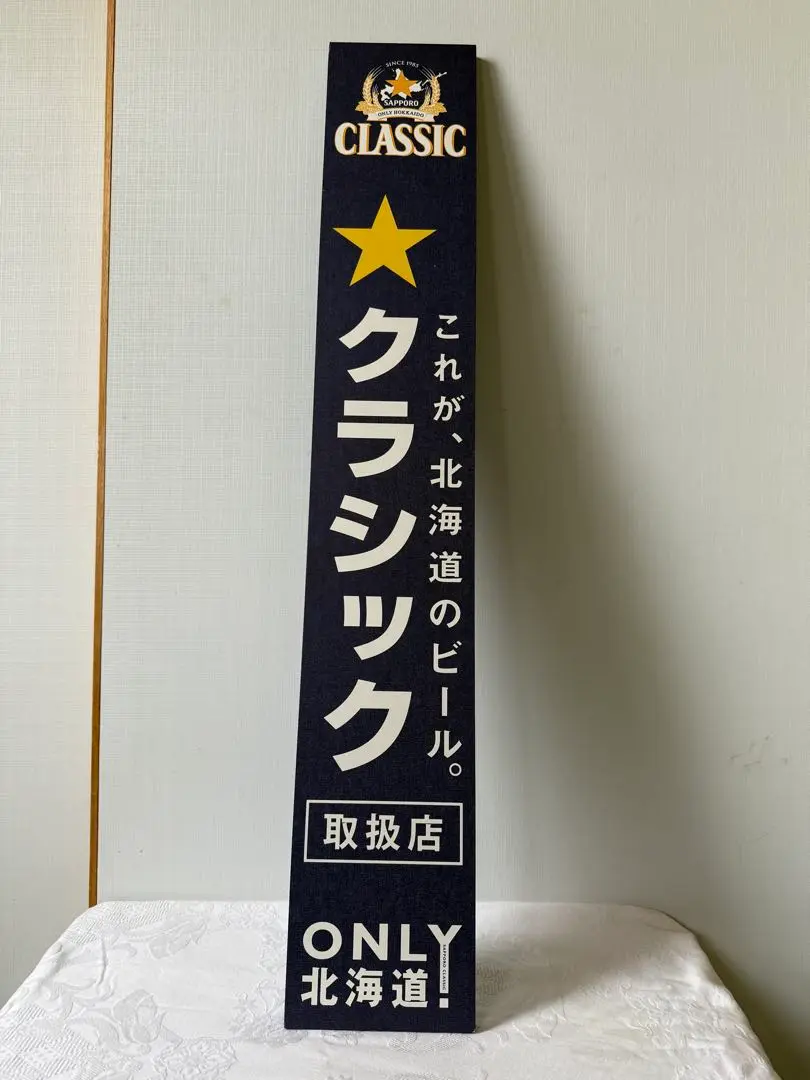 SINCE 1985
SAPPORO
ONLY HOKKAIDO
CLASSIC
これが、北海道のビール。
クラシック
取扱店
ONLY
北海道!
SAPPORO CLASSIC